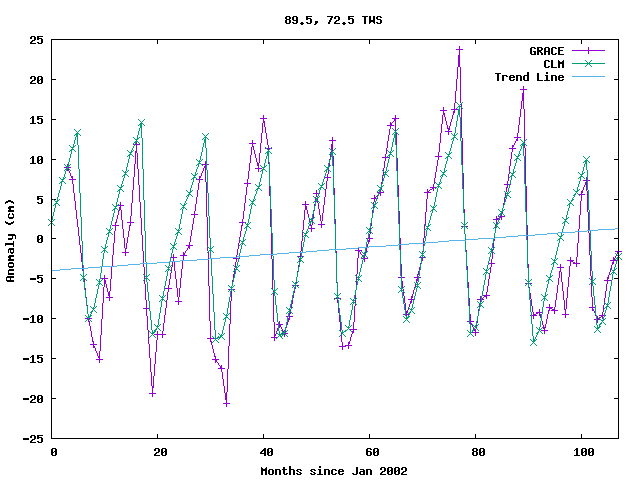 89.5, 72.5 TWS
GRACE
CLM
Trend Line
25
20
15
10
5
0
-5
-10
-15
-20
-25
Anomaly (cm)
0 20 40 60 80 100
Months since Jan 2002